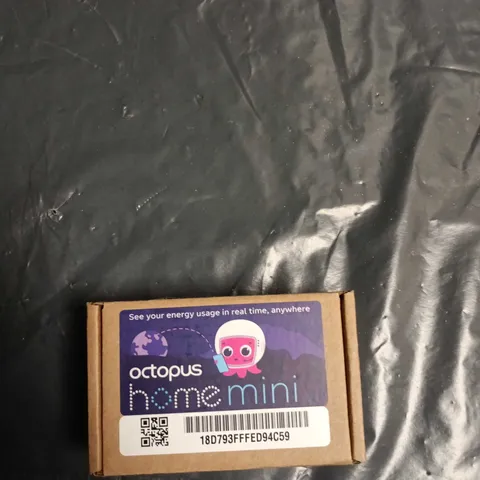 See your energy usage in real time, anywhere
octopus
home mini
18D793FFFED94C59